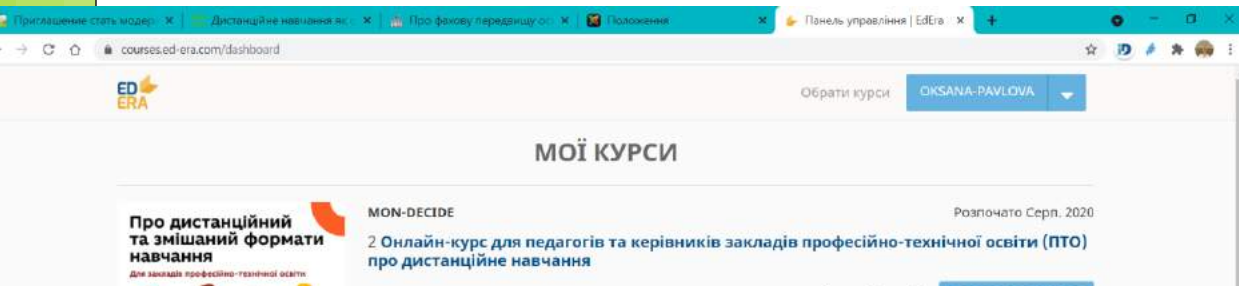 Приглашение стать модер Дистанційне навчання як Про фахову передвищу ос Положення Панель управління | EdEra
courses.ed-era.com/dashboard
ED
ERA
Обрати курси OKSANA-PAVLOVA
МОЇ КУРСИ
Про дистанційний
та змішаний формати
навчання
Для закладів професійно-технічної освіти
MON-DECIDE Розпочато Серп. 2020
2 Онлайн-курс для педагогів та керівників закладів професійно-технічної освіти (ПТО)
про дистанційне навчання